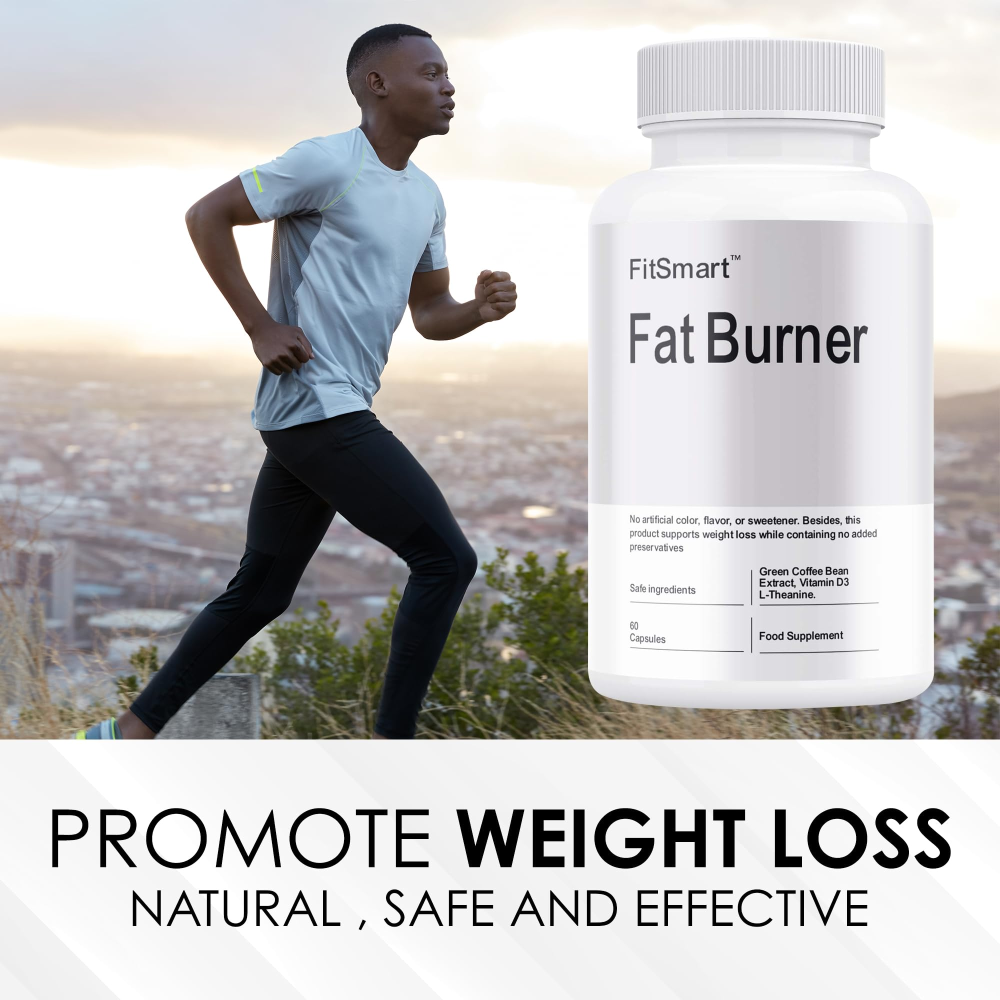 FitSmart™
Fat Burner
No artificial color, flavor, or sweetener. Besides, this
product supports weight loss while containing no added
preservatives
Safe ingredients
Green Coffee Bean
Extract, Vitamin D3
L-Theanine.
60
Capsules
Food Supplement
PROMOTE WEIGHT LOSS
NATURAL , SAFE AND EFFECTIVE